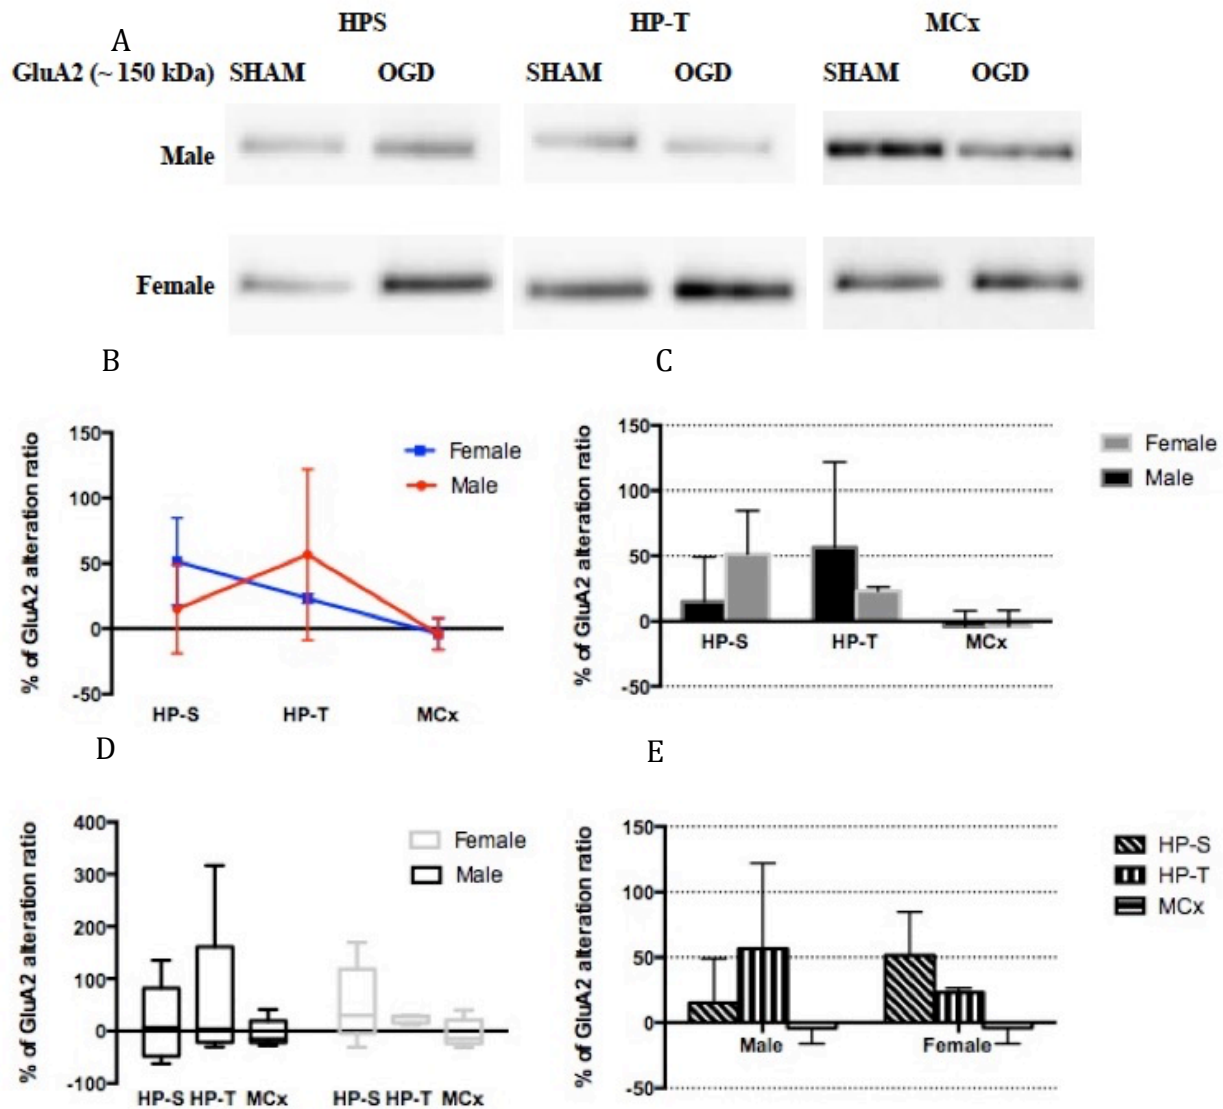 A
HPS HP-T MCx
GluA2 (~ 150 kDa) SHAM OGD SHAM OGD SHAM OGD
Male
Female
B
% of GluA2 alteration ratio
150
100
50
0
-50
HP-S HP-T MCx
Female
Male
C
% of GluA2 alteration ratio
150
100
50
0
-50
HP-S HP-T MCx
Female
Male
D
% of GluA2 alteration ratio
400
300
200
100
0
-100
HP-S HP-T MCx HP-S HP-T MCx
Female
Male
E
% of GluA2 alteration ratio
150
100
50
0
-50
Male Female
HP-S
HP-T
MCx